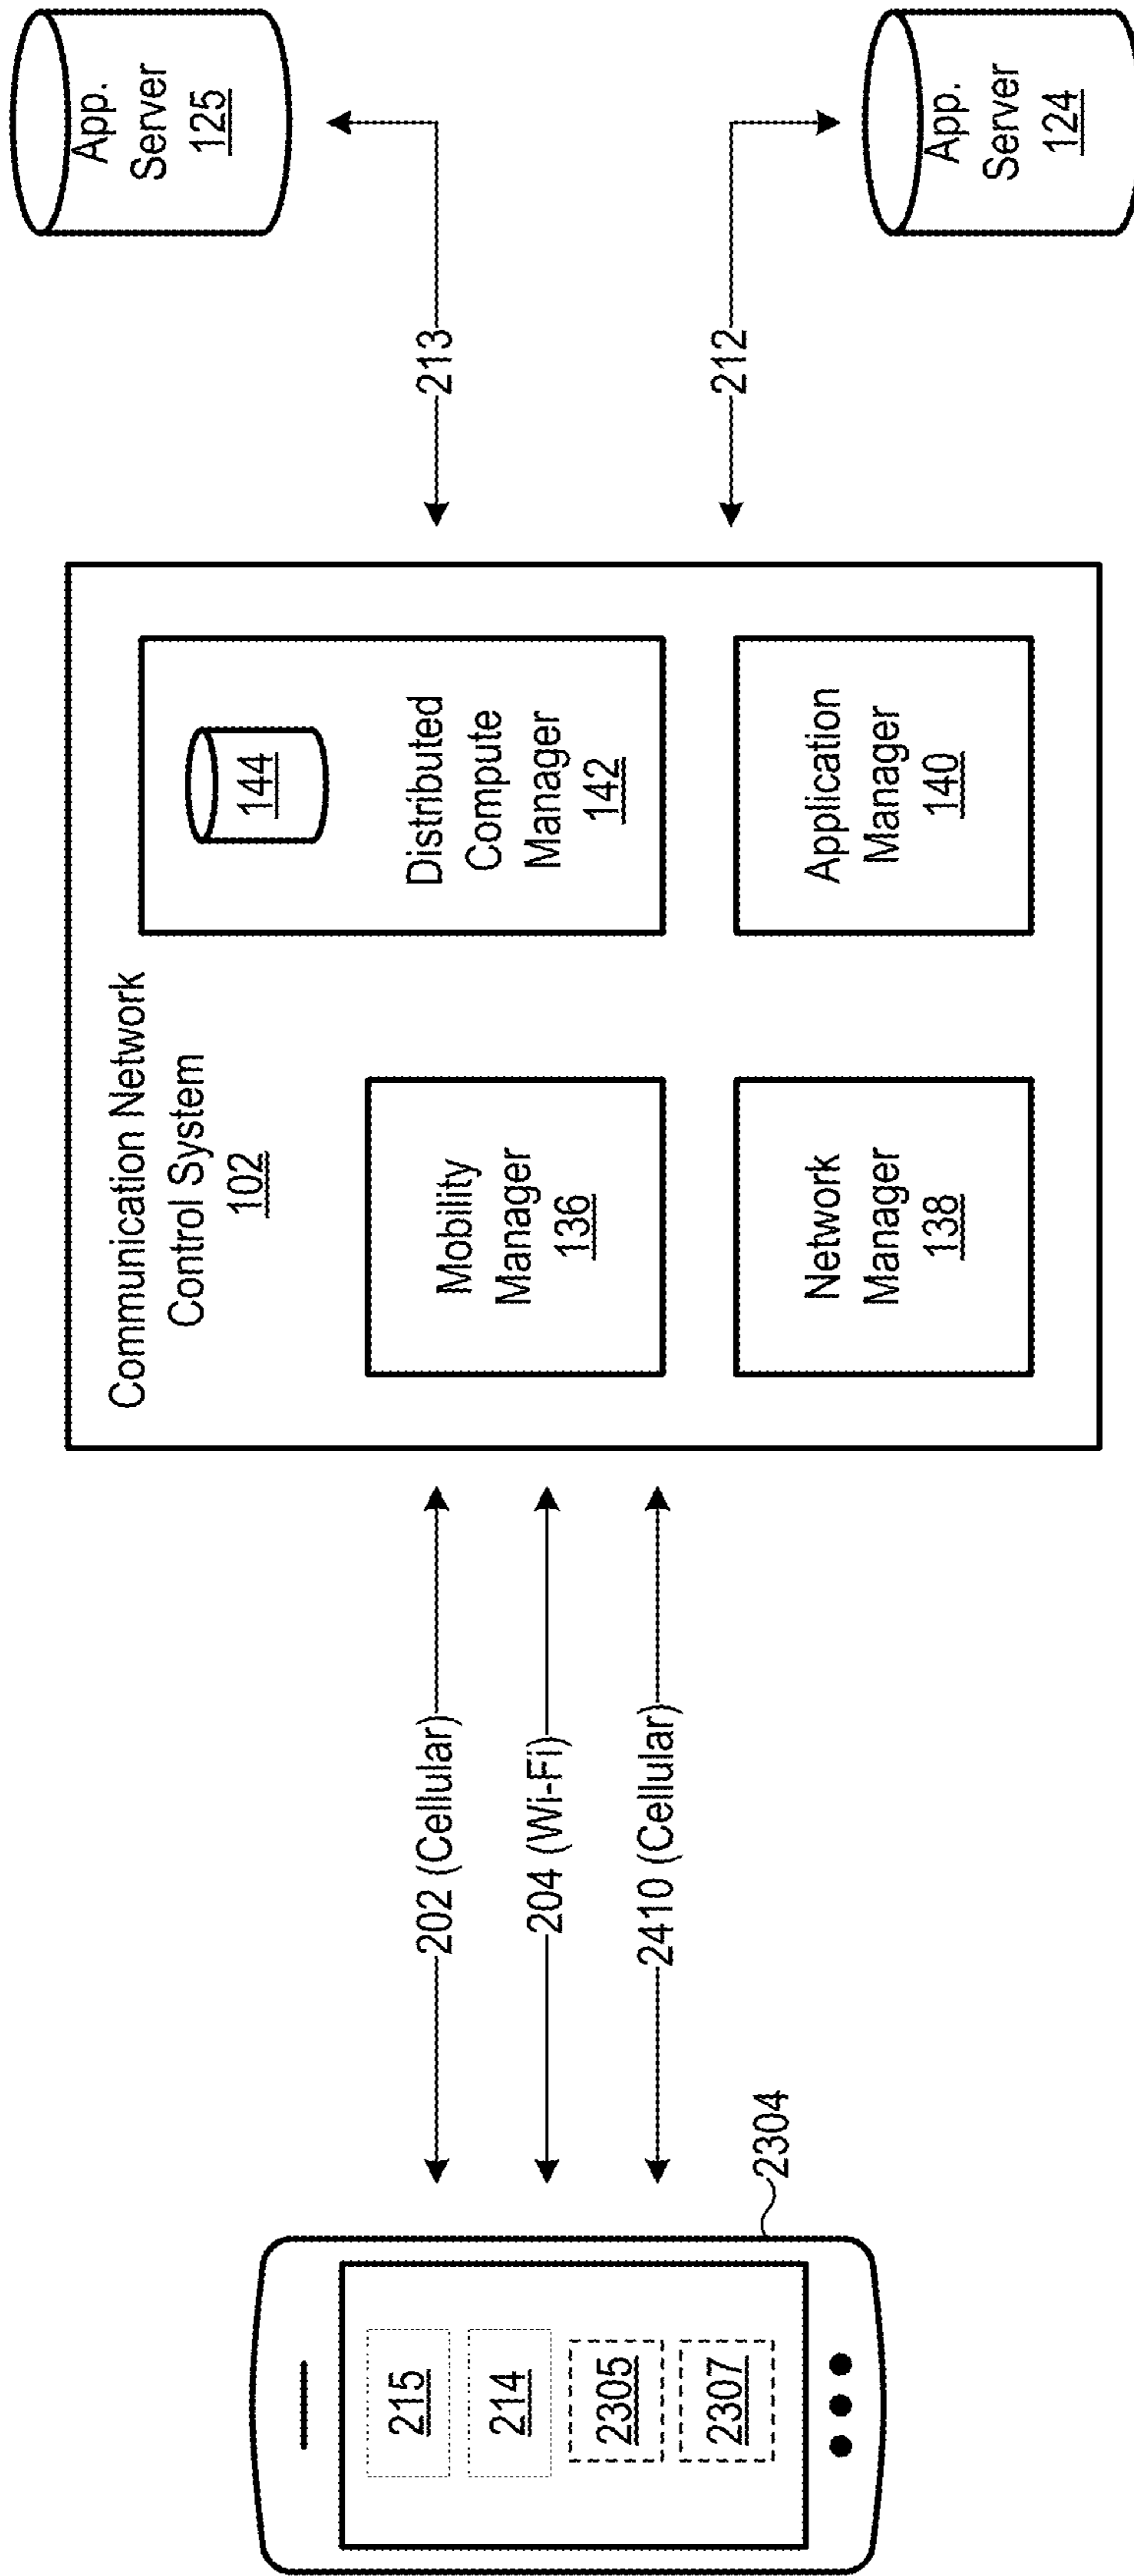 215
214
2305
2307
2304
202 (Cellular)
204 (Wi-Fi)
2410 (Cellular)
Communication Network
Control System
102
Mobility
Manager
136
Network
Manager
138
144
Distributed
Compute
Manager
142
Application
Manager
140
213
212
App.
Server
125
App.
Server
124